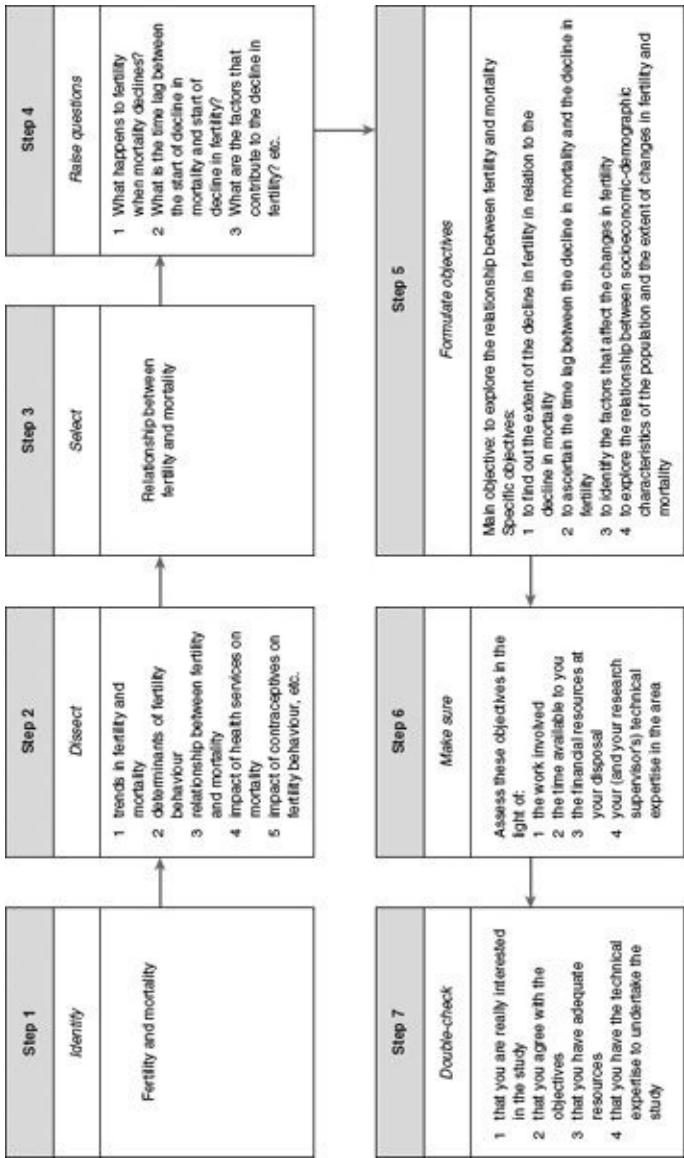 Step 1
Identify
Fertility and mortality
Step 2
Dissect
1 trends in fertility and
mortality
2 determinants of fertility
behaviour
3 relationship between fertility
and mortality
4 impact of health services on
mortality
5 impact of contraceptives on
fertility behaviour, etc.
Step 3
Select
Relationship between
fertility and mortality
Step 4
Raise questions
1 What happens to fertility
when mortality declines?
2 What is the time lag between
the start of decline in
mortality and start of
decline in fertility?
3 What are the factors that
contribute to the decline in
fertility? etc.
Step 5
Formulate objectives
Main objective: to explore the relationship between fertility and mortality
Specific objectives:
1 to find out the extent of the decline in fertility in relation to the
decline in mortality
2 to ascertain the time lag between the decline in mortality and the decline in
fertility
3 to identify the factors that affect the changes in fertility
4 to explore the relationship between socioeconomic-demographic
characteristics of the population and the extent of changes in fertility and
mortality
Step 6
Make sure
Assess these objectives in the
light of:
1 the work involved
2 the time available to you
3 the financial resources at
your disposal
4 your (and your research
supervisor's) technical
expertise in the area
Step 7
Double-check
1 that you are really interested
in the study
2 that you agree with the
objectives
3 that you have adequate
resources
4 that you have the technical
expertise to undertake the
study